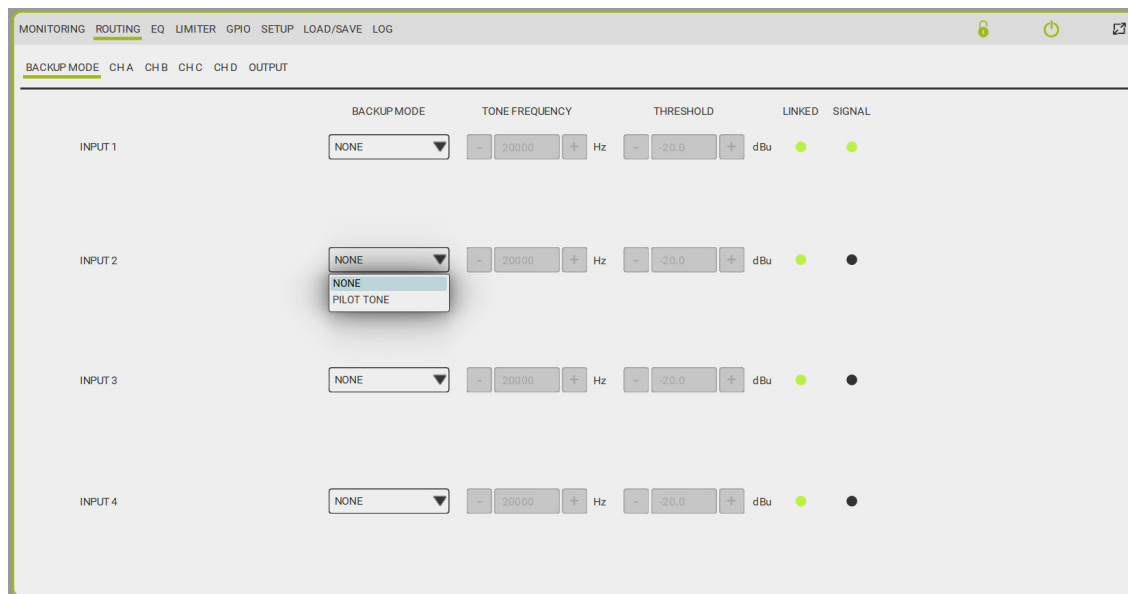 MONITORING ROUTING EQ LIMITER GPIO SETUP LOAD/SAVE LOG
BACKUP MODE CH A CH B CH C CH D OUTPUT
BACKUP MODE TONE FREQUENCY THRESHOLD LINKED SIGNAL
INPUT 1 NONE - 20000 + Hz - -20.0 + dBu
INPUT 2 NONE - 20000 + Hz - -20.0 + dBu
NONE
PILOT TONE
INPUT 3 NONE - 20000 + Hz - -20.0 + dBu
INPUT 4 NONE - 20000 + Hz - -20.0 + dBu